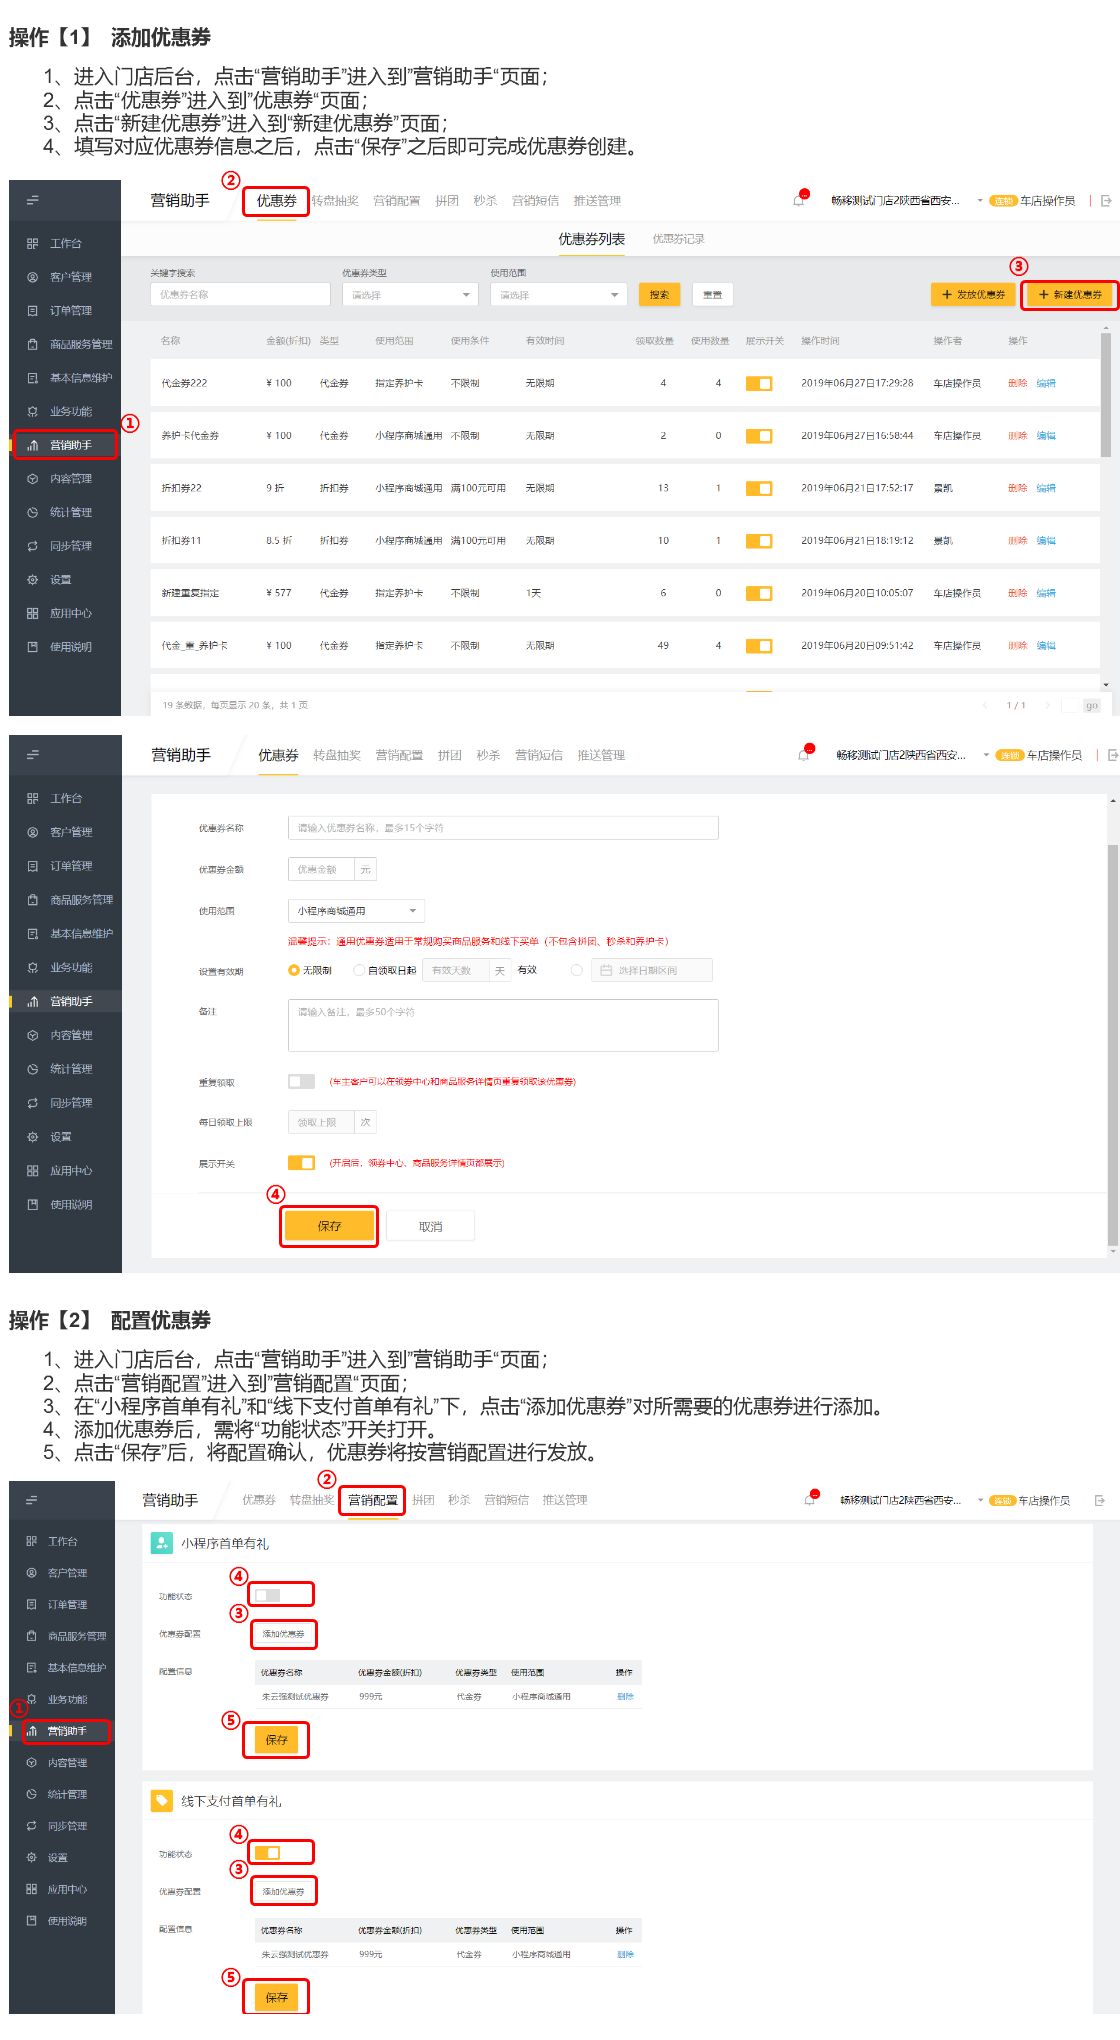 操作【1】 添加优惠券
1、进入门店后台，点击“营销助手”进入到”营销助手“页面；
2、点击“优惠券”进入到”优惠券“页面；
3、点击“新建优惠券”进入到“新建优惠券”页面；
4、填写对应优惠券信息之后，点击“保存”之后即可完成优惠券创建。
②
营销助手 优惠券 转盘抽奖 营销配置 拼团 秒杀 营销短信 推送管理 畅移测试门店2陕西省西安... 连锁 车店操作员
优惠券列表 优惠券记录
③
关键字搜索 优惠券类型 使用范围
优惠券名称 请选择 请选择 搜索 重置 + 发放优惠券 + 新建优惠券
名称 金额(折扣) 类型 使用范围 使用条件 有效时间 领取数量 使用数量 展示开关 操作时间 操作者 操作
代金券222 ¥ 100 代金券 指定养护卡 不限制 无限期 4 4 2019年06月27日17:29:28 车店操作员 删除 编辑
养护卡代金券 ¥ 100 代金券 小程序商城通用 不限制 无限期 2 0 2019年06月27日16:58:44 车店操作员 删除 编辑
折扣券22 9 折 折扣券 小程序商城通用 满100元可用 无限期 13 1 2019年06月21日17:52:17 景凯 删除 编辑
折扣券11 8.5 折 折扣券 小程序商城通用 满100元可用 无限期 10 1 2019年06月21日18:19:12 景凯 删除 编辑
新建重复指定 ¥ 577 代金券 指定养护卡 不限制 1天 6 0 2019年06月20日10:05:07 车店操作员 删除 编辑
代金_重_养护卡 ¥ 100 代金券 指定养护卡 不限制 无限期 49 4 2019年06月20日09:51:42 车店操作员 删除 编辑
19 条数据，每页显示 20 条，共 1 页 1 / 1 go
工作台
客户管理
订单管理
商品服务管理
基本信息维护
业务功能
①
营销助手
内容管理
统计管理
同步管理
设置
应用中心
使用说明
营销助手 优惠券 转盘抽奖 营销配置 拼团 秒杀 营销短信 推送管理 畅移测试门店2陕西省西安... 连锁 车店操作员
工作台
客户管理
订单管理
商品服务管理
基本信息维护
业务功能
营销助手
内容管理
统计管理
同步管理
设置
应用中心
使用说明
优惠券名称 请输入优惠券名称，最多15个字符
优惠券金额 优惠金额 元
使用范围 小程序商城通用
温馨提示：通用优惠券适用于常规购买商品服务和线下买单（不包含拼团、秒杀和养护卡）
设置有效期 无限制 自领取日起 有效天数 天 有效 选择日期区间
备注 请输入备注，最多50个字符
重复领取 (车主客户可以在领券中心和商品服务详情页重复领取该优惠券)
每日领取上限 领取上限 次
展示开关 (开启后，领券中心、商品服务详情页都展示)
④
保存 取消
操作【2】 配置优惠券
1、进入门店后台，点击“营销助手”进入到”营销助手“页面；
2、点击“营销配置”进入到”营销配置“页面；
3、在“小程序首单有礼”和“线下支付首单有礼”下，点击“添加优惠券”对所需要的优惠券进行添加。
4、添加优惠券后，需将“功能状态”开关打开。
5、点击“保存”后，将配置确认，优惠券将按营销配置进行发放。
②
营销助手 优惠券 转盘抽奖 营销配置 拼团 秒杀 营销短信 推送管理 畅移测试门店2陕西省西安... 连锁 车店操作员
工作台
客户管理
订单管理
商品服务管理
基本信息维护
业务功能
①
营销助手
内容管理
统计管理
同步管理
设置
应用中心
使用说明
小程序首单有礼
④
功能状态
③
优惠券配置 添加优惠券
配置信息 优惠券名称 优惠券金额(折扣) 优惠券类型 使用范围 操作
朱云强测试优惠券 999元 代金券 小程序商城通用 删除
⑤
保存
线下支付首单有礼
④
功能状态
③
优惠券配置 添加优惠券
配置信息 优惠券名称 优惠券金额(折扣) 优惠券类型 使用范围 操作
朱云强测试优惠券 999元 代金券 小程序商城通用 删除
⑤
保存